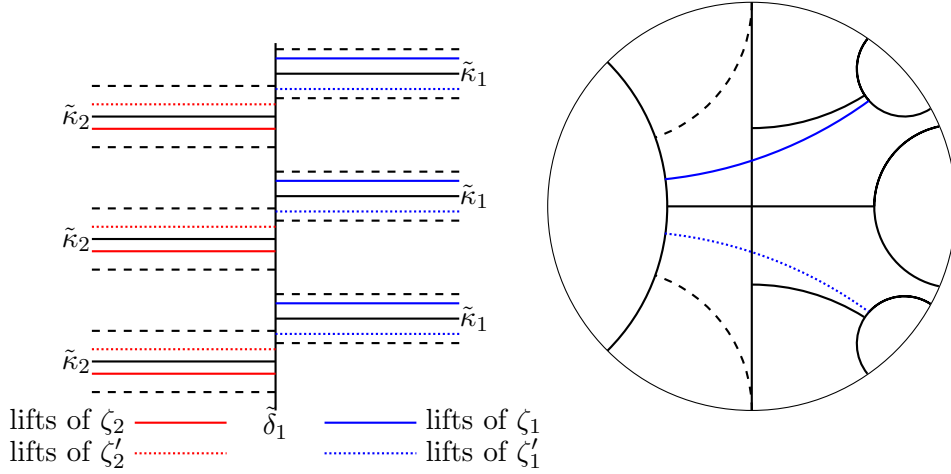 κ̃₁
κ̃₂
κ̃₁
κ̃₂
κ̃₁
κ̃₂
lifts of ζ₂ δ̃₁ lifts of ζ₁
lifts of ζ₂′ lifts of ζ₁′